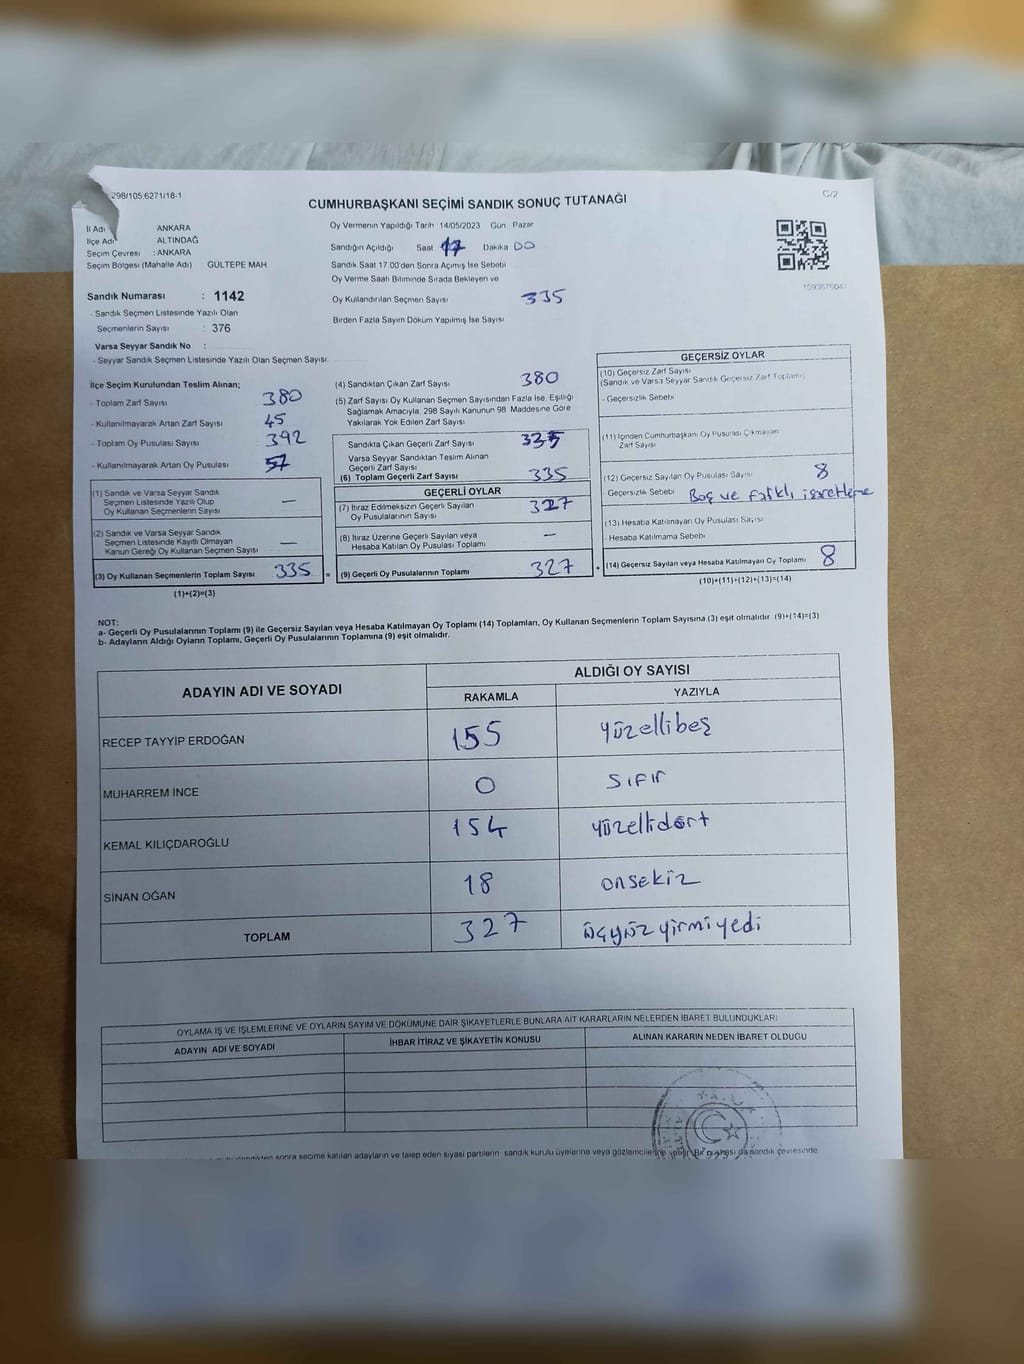 298/105,6271/18-1
C/2
CUMHURBAŞKANI SEÇİMİ SANDIK SONUÇ TUTANAĞI
İl Adı ANKARA
İlçe Adı ALTINDAĞ
Seçim Çevresi : ANKARA
Seçim Bölgesi (Mahalle Adı) GÜLTEPE MAH.
Sandık Numarası : 1142
- Sandık Seçmen Listesinde Yazılı Olan
Seçmenlerin Sayısı : 376
Varsa Seyyar Sandık No :
- Seyyar Sandık Seçmen Listesinde Yazılı Olan Seçmen Sayısı
Oy Vermenin Yapıldığı Tarih 14/05/2023 Gün Pazar
Sandığın Açıldığı Saat 17 Dakika 00
Sandık Saat 17.00'den Sonra Açımış İse Sebebi
Oy Verme Saati Bitiminde Sırada Bekleyen ve
Oy Kullandırılan Seçmen Sayısı 335
Birden Fazla Sayım Döküm Yapılmış İse Sayısı
İlçe Seçim Kurulundan Teslim Alınan;
- Toplam Zarf Sayısı 380
- Kullanılmayarak Artan Zarf Sayısı 45
- Toplam Oy Pusulası Sayısı 392
- Kullanılmayarak Artan Oy Pusulası 57
(1) Sandık ve Varsa Seyyar Sandık
Seçmen Listesinde Yazılı Olup
Oy Kullanan Seçmenlerin Sayısı —
(2) Sandık ve Varsa Seyyar Sandık
Seçmen Listesinde Kayıtlı Olmayan
Kanun Gereği Oy Kullanan Seçmen Sayısı —
(3) Oy Kullanan Seçmenlerin Toplam Sayısı 335 =
(1)+(2)=(3)
(4) Sandıktan Çıkan Zarf Sayısı 380
(5) Zarf Sayısı Oy Kullanan Seçmen Sayısından Fazla İse, Eşitliği
Sağlamak Amacıyla, 298 Sayılı Kanunun 98. Maddesine Göre
Yakılarak Yok Edilen Zarf Sayısı
Sandıkta Çıkan Geçerli Zarf Sayısı 335
Varsa Seyyar Sandıktan Teslim Alınan
Geçerli Zarf Sayısı
(6) Toplam Geçerli Zarf Sayısı 335
GEÇERLİ OYLAR
(7) İtiraz Edilmeksizin Geçerli Sayılan
Oy Pusulalarının Sayısı 327
(8) İtiraz Üzerine Geçerli Sayılan veya
Hesaba Katılan Oy Pusulası Toplamı —
(9) Geçerli Oy Pusulalarının Toplamı 327 +
GEÇERSİZ OYLAR
(10) Geçersiz Zarf Sayısı
(Sandık ve Varsa Seyyar Sandık Geçersiz Zarf Toplamı)
- Geçersizlik Sebebi
(11) İçinden Cumhurbaşkanı Oy Pusulası Çıkmayan
Zarf Sayısı
(12) Geçersiz Sayılan Oy Pusulası Sayısı 8
- Geçersizlik Sebebi Boş ve Farklı işaretleme
(13) Hesaba Katılmayan Oy Pusulası Sayısı
- Hesaba Katılmama Sebebi
(14) Geçersiz Sayılan veya Hesaba Katılmayan Oy Toplamı 8
(10)+(11)+(12)+(13)=(14)
NOT:
a- Geçerli Oy Pusulalarının Toplamı (9) ile Geçersiz Sayılan veya Hesaba Katılmayan Oy Toplamı (14) Toplamları, Oy Kullanan Seçmenlerin Toplam Sayısına (3) eşit olmalıdır. (9)+(14)=(3)
b- Adayların Aldığı Oyların Toplamı, Geçerli Oy Pusulalarının Toplamına (9) eşit olmalıdır.
ADAYIN ADI VE SOYADI ALDIĞI OY SAYISI
RAKAMLA YAZIYLA
RECEP TAYYİP ERDOĞAN 155 yüzellibeş
MUHARREM İNCE 0 sıfır
KEMAL KILIÇDAROĞLU 154 yüzellidört
SİNAN OĞAN 18 onsekiz
TOPLAM 327 üçyüzyirmiyedi
OYLAMA İŞ VE İŞLEMLERİNE VE OYLARIN SAYIM VE DÖKÜMÜNE DAİR ŞİKAYETLERLE BUNLARA AİT KARARLARIN NELERDEN İBARET BULUNDUKLARI
ADAYIN ADI VE SOYADI İHBAR İTİRAZ VE ŞİKAYETİN KONUSU ALINAN KARARIN NEDEN İBARET OLDUĞU
sonra seçime katılan adayların ve talep eden siyasi partilerin sandık kurulu üyelerine veya gözlemcilerine verilir. Bir sandık çevresinde